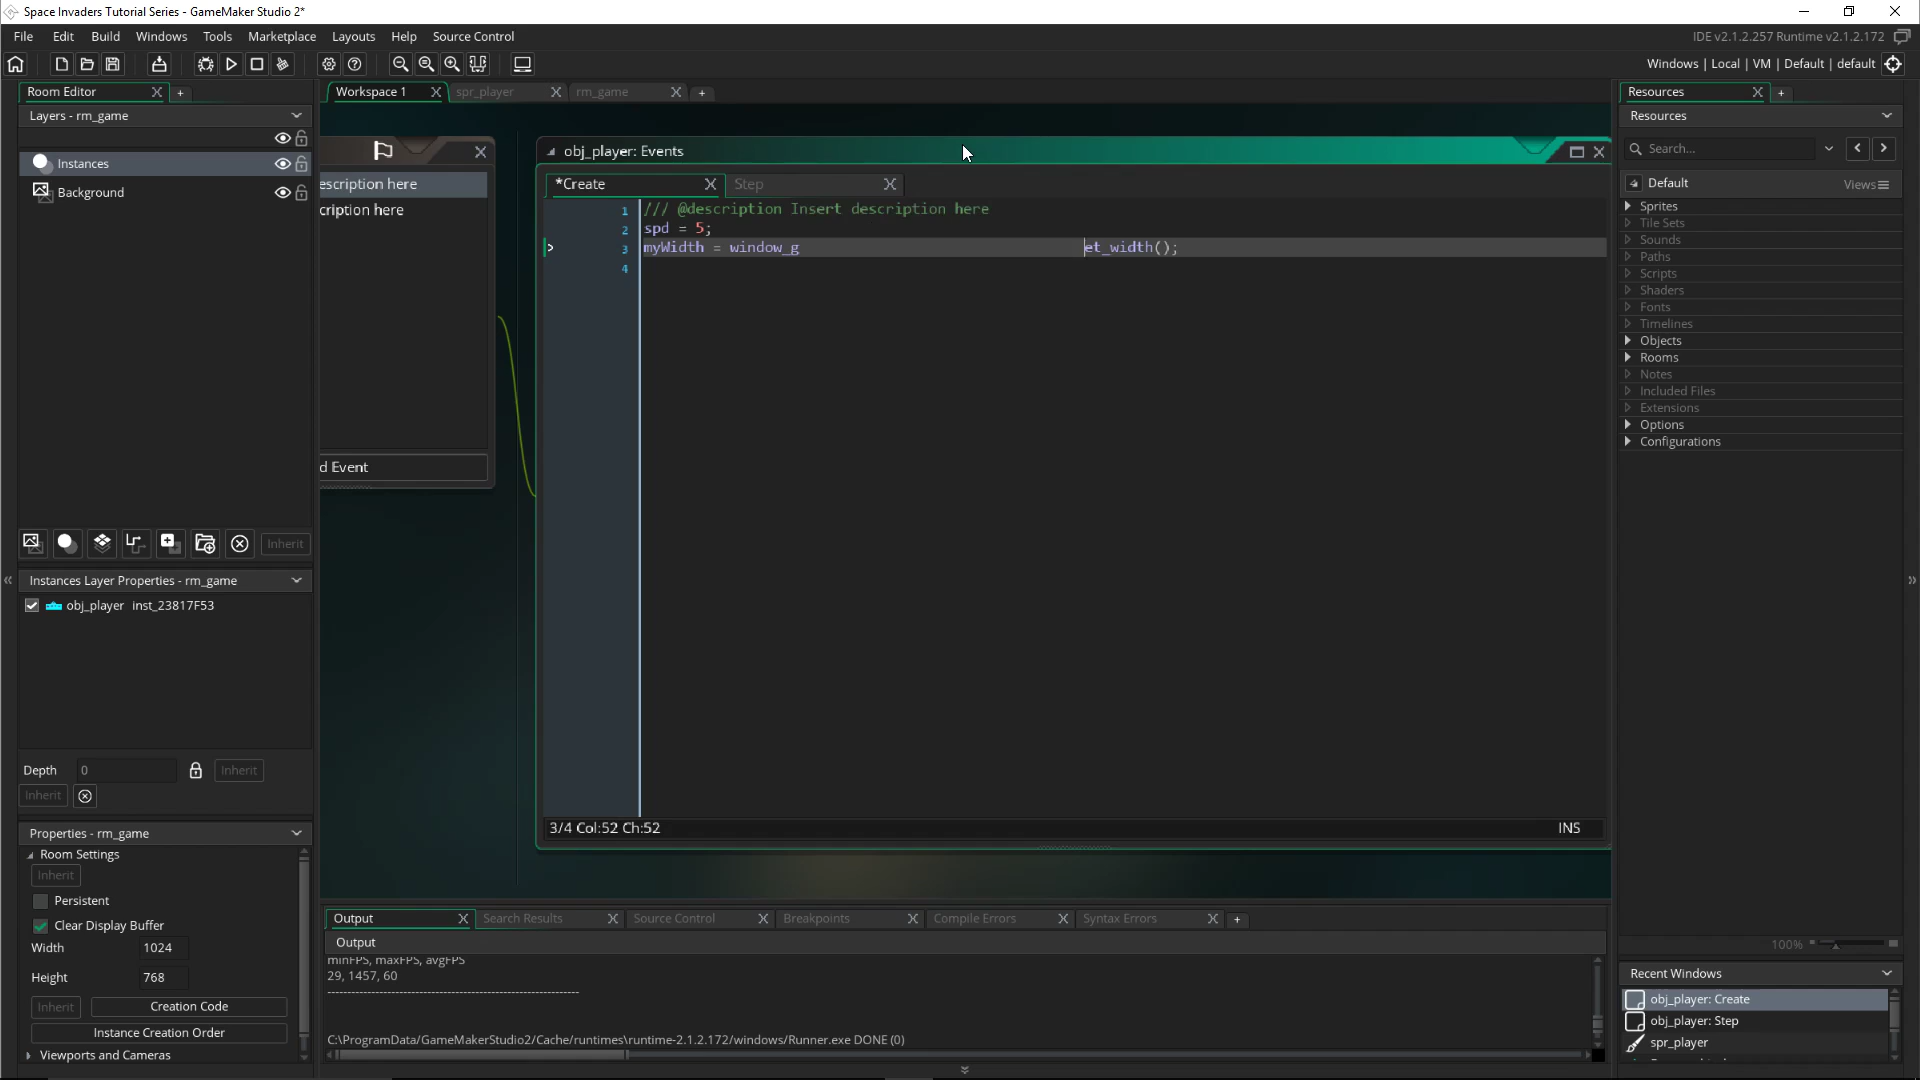 Space Invaders Tutorial Series - GameMaker Studio 2*
File Edit Build Windows Tools Marketplace Layouts Help Source Control
IDE v2.1.2.257 Runtime v2.1.2.172
Windows | Local | VM | Default | default
Room Editor
Layers - rm_game
Instances
Background
Inherit
Instances Layer Properties - rm_game
obj_player inst_23817F53
Depth 0 Inherit
Inherit
Properties - rm_game
Room Settings
Inherit
Persistent
Clear Display Buffer
Width 1024
Height 768
Inherit Creation Code
Instance Creation Order
Viewports and Cameras
Workspace 1 spr_player rm_game
escription here
cription here
d Event
obj_player: Events
*Create Step
1 /// @description Insert description here
2 spd = 5;
3 myWidth = window_g et_width();
4
3/4 Col:52 Ch:52 INS
Output Search Results Source Control Breakpoints Compile Errors Syntax Errors
Output
minFPS, maxFPS, avgFPS
29, 1457, 60
------------------------------------------------------------
C:\ProgramData/GameMakerStudio2/Cache/runtimes\runtime-2.1.2.172/windows/Runner.exe DONE (0)
Resources
Resources
Search...
Default Views
Sprites
Tile Sets
Sounds
Paths
Scripts
Shaders
Fonts
Timelines
Objects
Rooms
Notes
Included Files
Extensions
Options
Configurations
100%
Recent Windows
obj_player: Create
obj_player: Step
spr_player